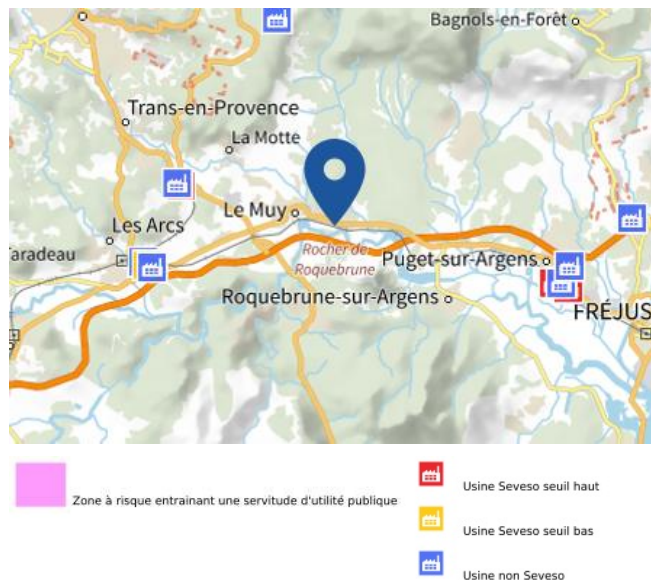 Bagnols-en-Forêt
Trans-en-Provence
La Motte
Le Muy
Les Arcs
Taradeau
Rocher de
Roquebrune
Puget-sur-Argens
Roquebrune-sur-Argens
FRÉJUS
Zone à risque entrainant une servitude d'utilité publique
Usine Seveso seuil haut
Usine Seveso seuil bas
Usine non Seveso